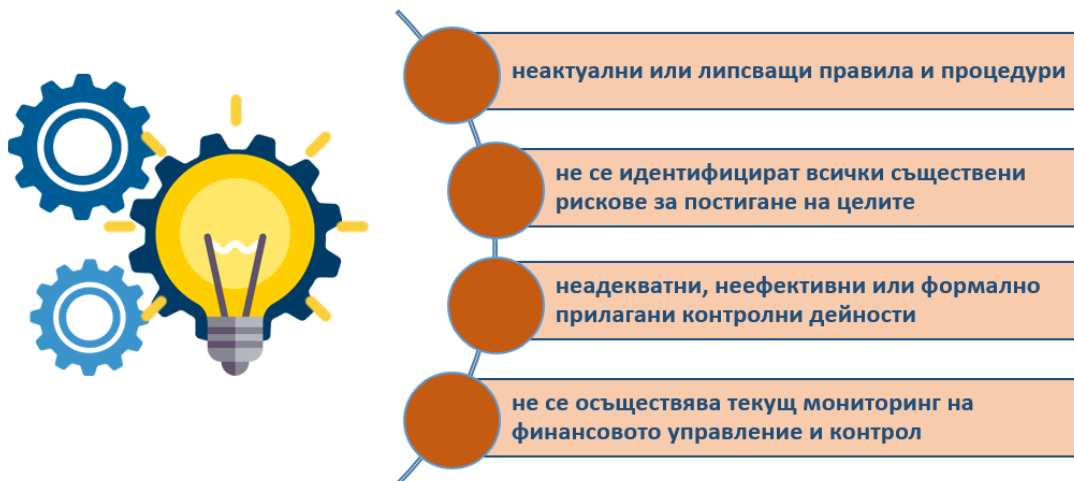 неактуални или липсващи правила и процедури
не се идентифицират всички съществени
рискове за постигане на целите
неадекватни, неефективни или формално
прилагани контролни дейности
не се осъществява текущ мониторинг на
финансовото управление и контрол